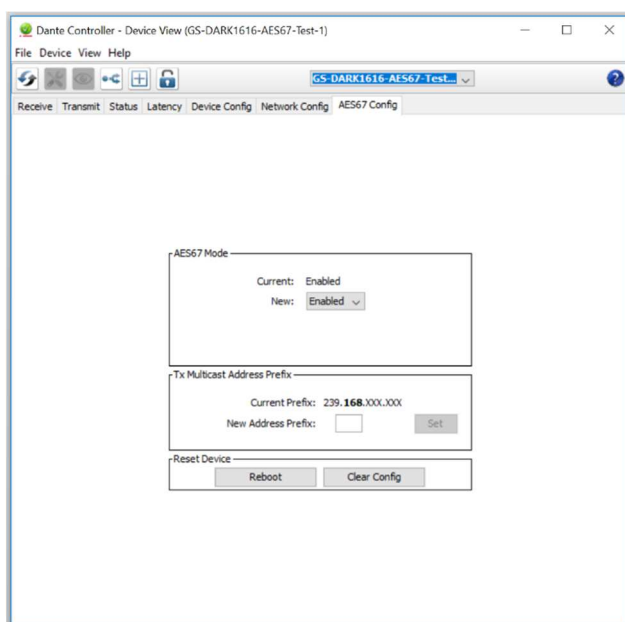 Dante Controller - Device View (GS-DARK1616-AES67-Test-1)
File Device View Help
GS-DARK1616-AES67-Test...
Receive Transmit Status Latency Device Config Network Config AES67 Config
AES67 Mode
Current: Enabled
New: Enabled
Tx Multicast Address Prefix
Current Prefix: 239.168.XXX.XXX
New Address Prefix: Set
Reset Device
Reboot Clear Config